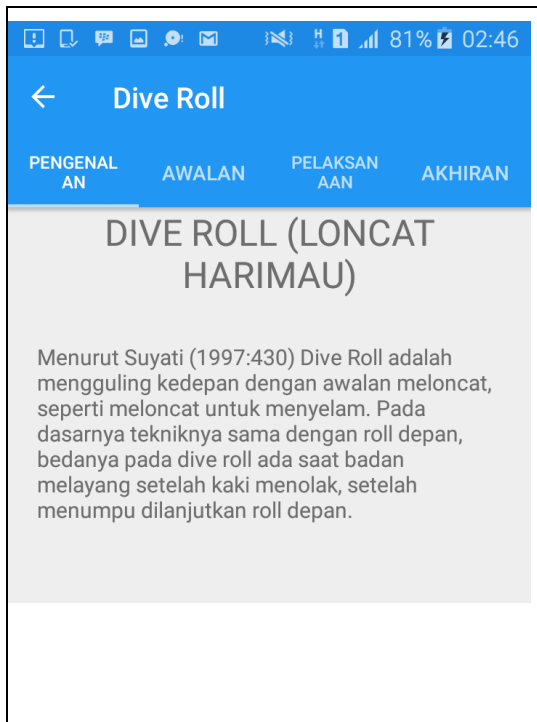 H 1 81% 02:46
Dive Roll
PENGENAL
AN
AWALAN
PELAKSAN
AAN
AKHIRAN
DIVE ROLL (LONCAT
HARIMAU)
Menurut Suyati (1997:430) Dive Roll adalah
mengguling kedepan dengan awalan meloncat,
seperti meloncat untuk menyelam. Pada
dasarnya tekniknya sama dengan roll depan,
bedanya pada dive roll ada saat badan
melayang setelah kaki menolak, setelah
menumpu dilanjutkan roll depan.